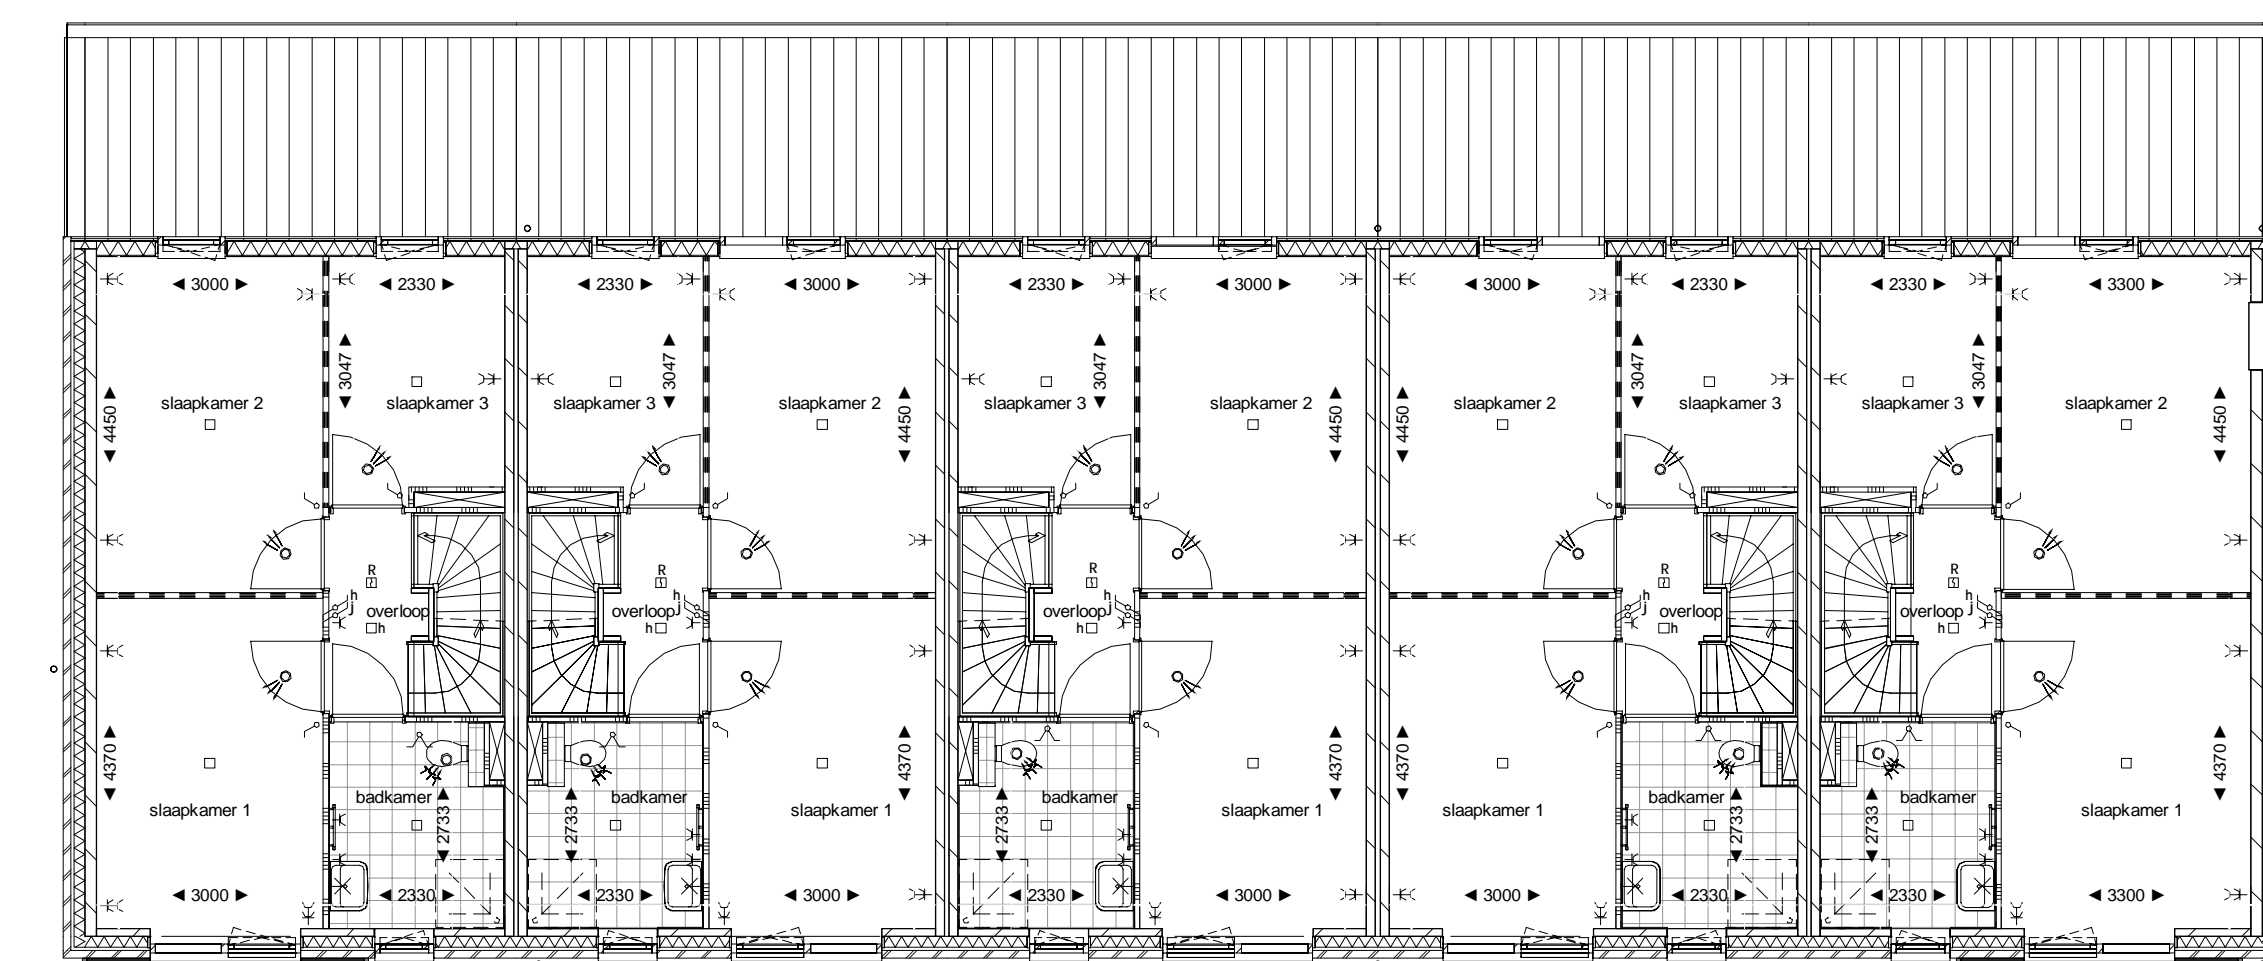 ◄ 3000 ► ◄ 2330 ► ◄ 2330 ► ◄ 3000 ► ◄ 2330 ► ◄ 3000 ► ◄ 3000 ► ◄ 2330 ► ◄ 2330 ► ◄ 3300 ►
◄ 3047 ► ◄ 3047 ► ◄ 3047 ► ◄ 3047 ► ◄ 3047 ►
slaapkamer 2 slaapkamer 3 slaapkamer 3 slaapkamer 2 slaapkamer 3 slaapkamer 2 slaapkamer 2 slaapkamer 3 slaapkamer 3 slaapkamer 2
◄ 4450 ► ◄ 4450 ► ◄ 4450 ► ◄ 4450 ► ◄ 4450 ►
R R R R R
h h h h h
j j j j j
overloop overloop overloop overloop overloop
h h h h h
◄ 4370 ► ◄ 4370 ► ◄ 4370 ► ◄ 4370 ► ◄ 4370 ►
badkamer badkamer badkamer badkamer badkamer
slaapkamer 1 slaapkamer 1 slaapkamer 1 slaapkamer 1 slaapkamer 1
◄ 2733 ► ◄ 2733 ► ◄ 2733 ► ◄ 2733 ► ◄ 2733 ►
◄ 3000 ► ◄ 2330 ► ◄ 2330 ► ◄ 3000 ► ◄ 2330 ► ◄ 3000 ► ◄ 3000 ► ◄ 2330 ► ◄ 2330 ► ◄ 3300 ►